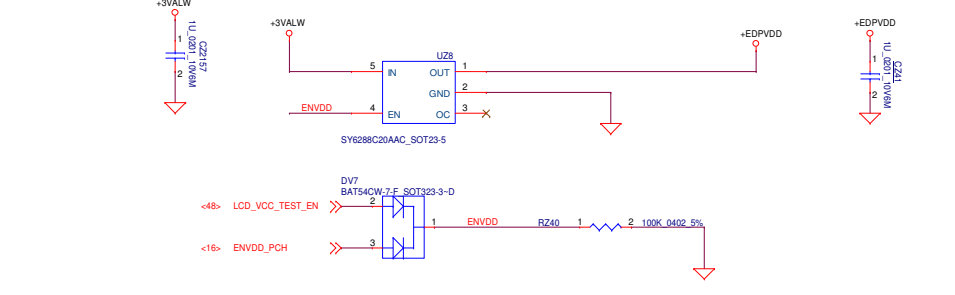 +3VALW
1
2
CZ2157
1U_0201_10V6M
+3VALW
UZ8
5
IN
OUT
1
GND
2
ENVDD
4
EN
OC
3
SY6288C20AAC_SOT23-5
+EDPVDD
+EDPVDD
1
2
CZ41
1U_0201_10V6M
DV7
BAT54CW-7-F_SOT323-3~D
<48> LCD_VCC_TEST_EN
2
1
ENVDD
RZ40
1
2
100K_0402_5%
<16> ENVDD_PCH
3